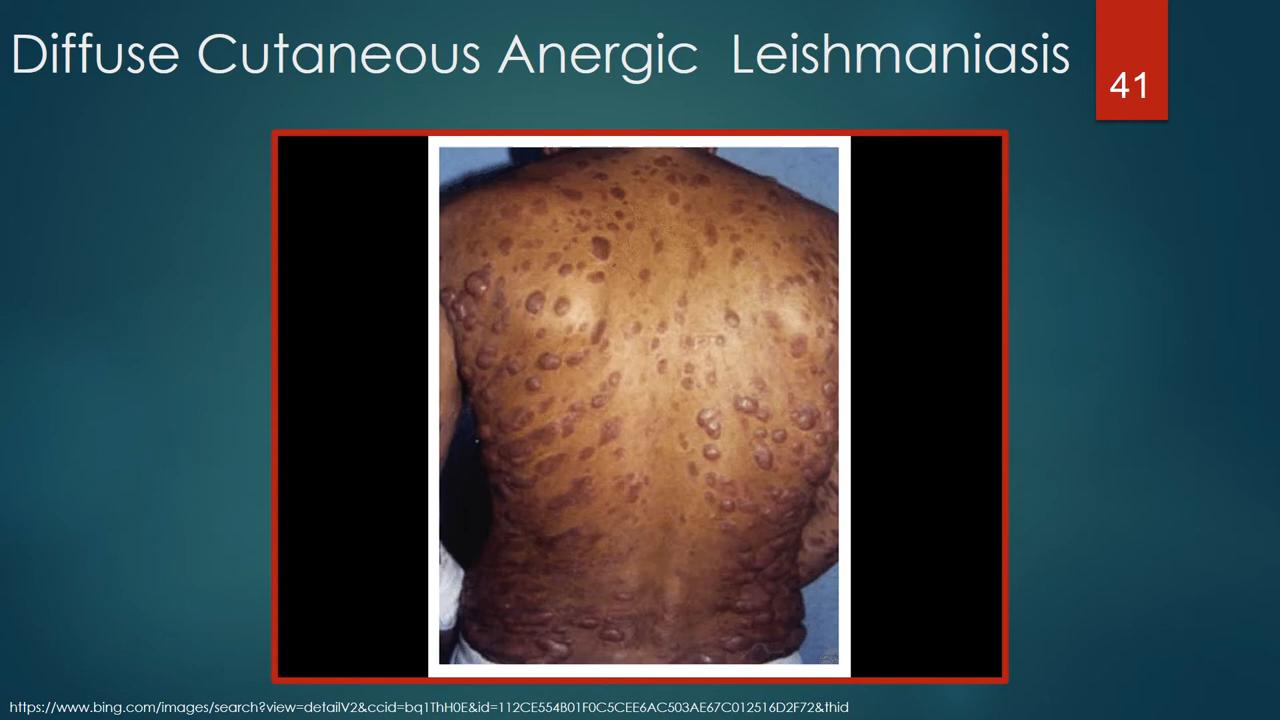 Diffuse Cutaneous Anergic Leishmaniasis
41
https://www.bing.com/images/search?view=detailV2&ccid=bq1ThH0E&id=112CE554B01F0C5CEE6AC503AE67C012516D2F72&thid